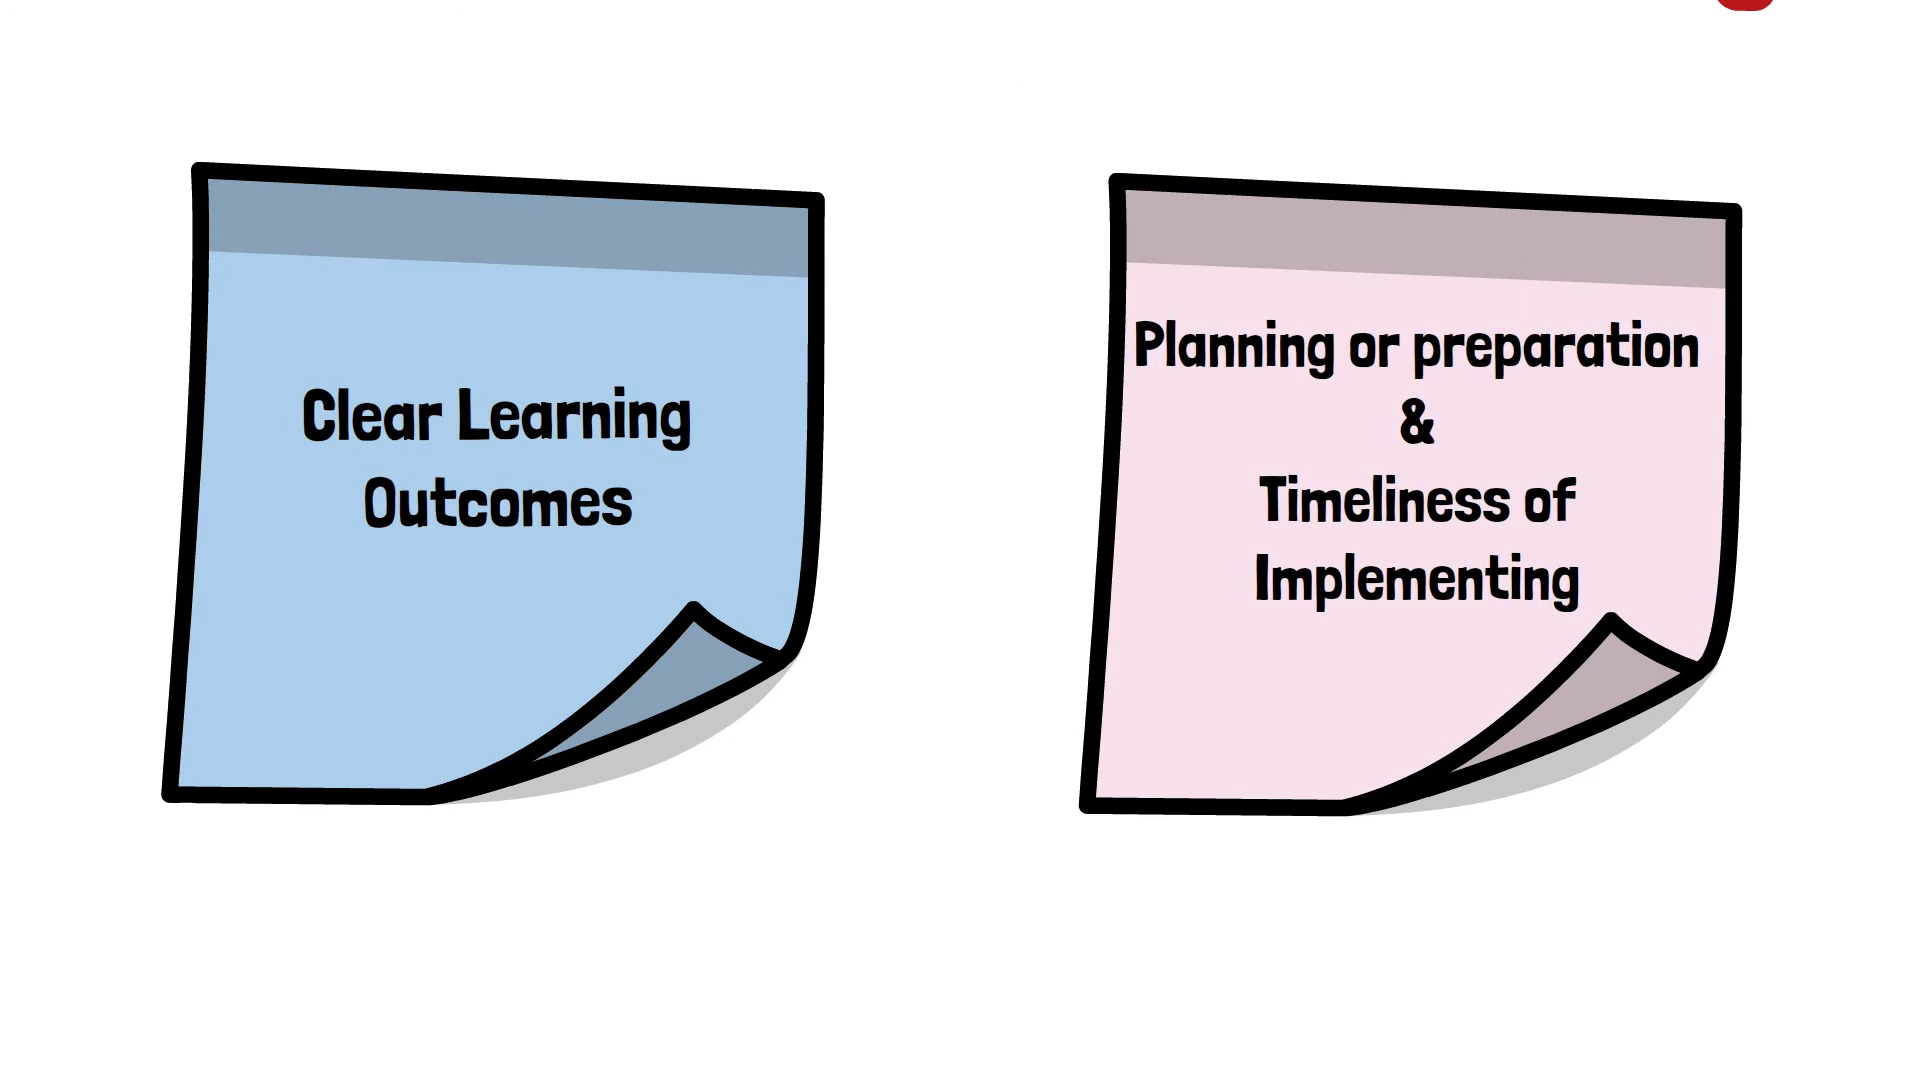 Clear Learning
Outcomes
Planning or preparation
&
Timeliness of
Implementing